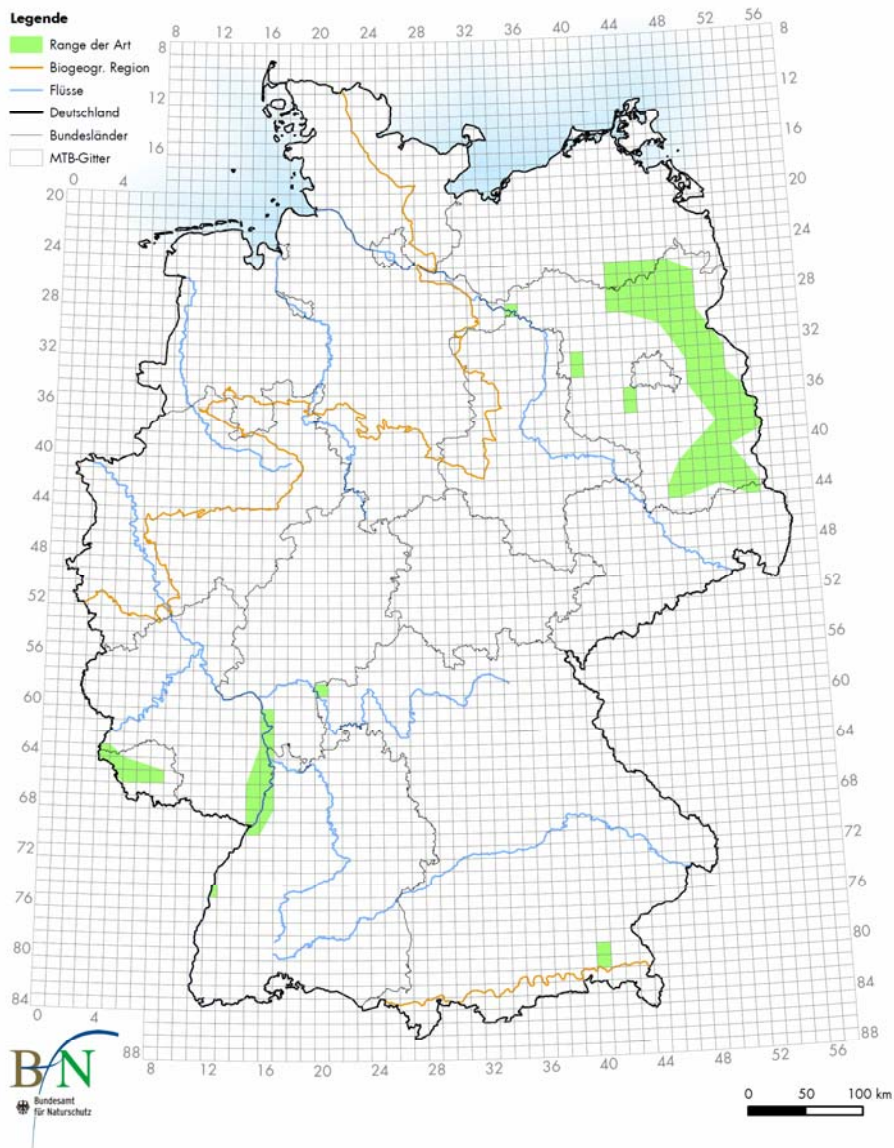 Legende
Range der Art
Biogeogr. Region
Flüsse
Deutschland
Bundesländer
MTB-Gitter
8 12 16 20 24 28 32 36 40 44 48 52 56
8 8
12 12
16 16
0 4
20 20
24 24
28 28
32 32
36 36
40 40
44 44
48 48
52 52
56 56
60 60
64 64
68 68
72 72
76 76
80 80
84 84
0 4
88 88
8 12 16 20 24 28 32 36 40 44 48 52 56
BfN
Bundesamt
für Naturschutz
0 50 100 km